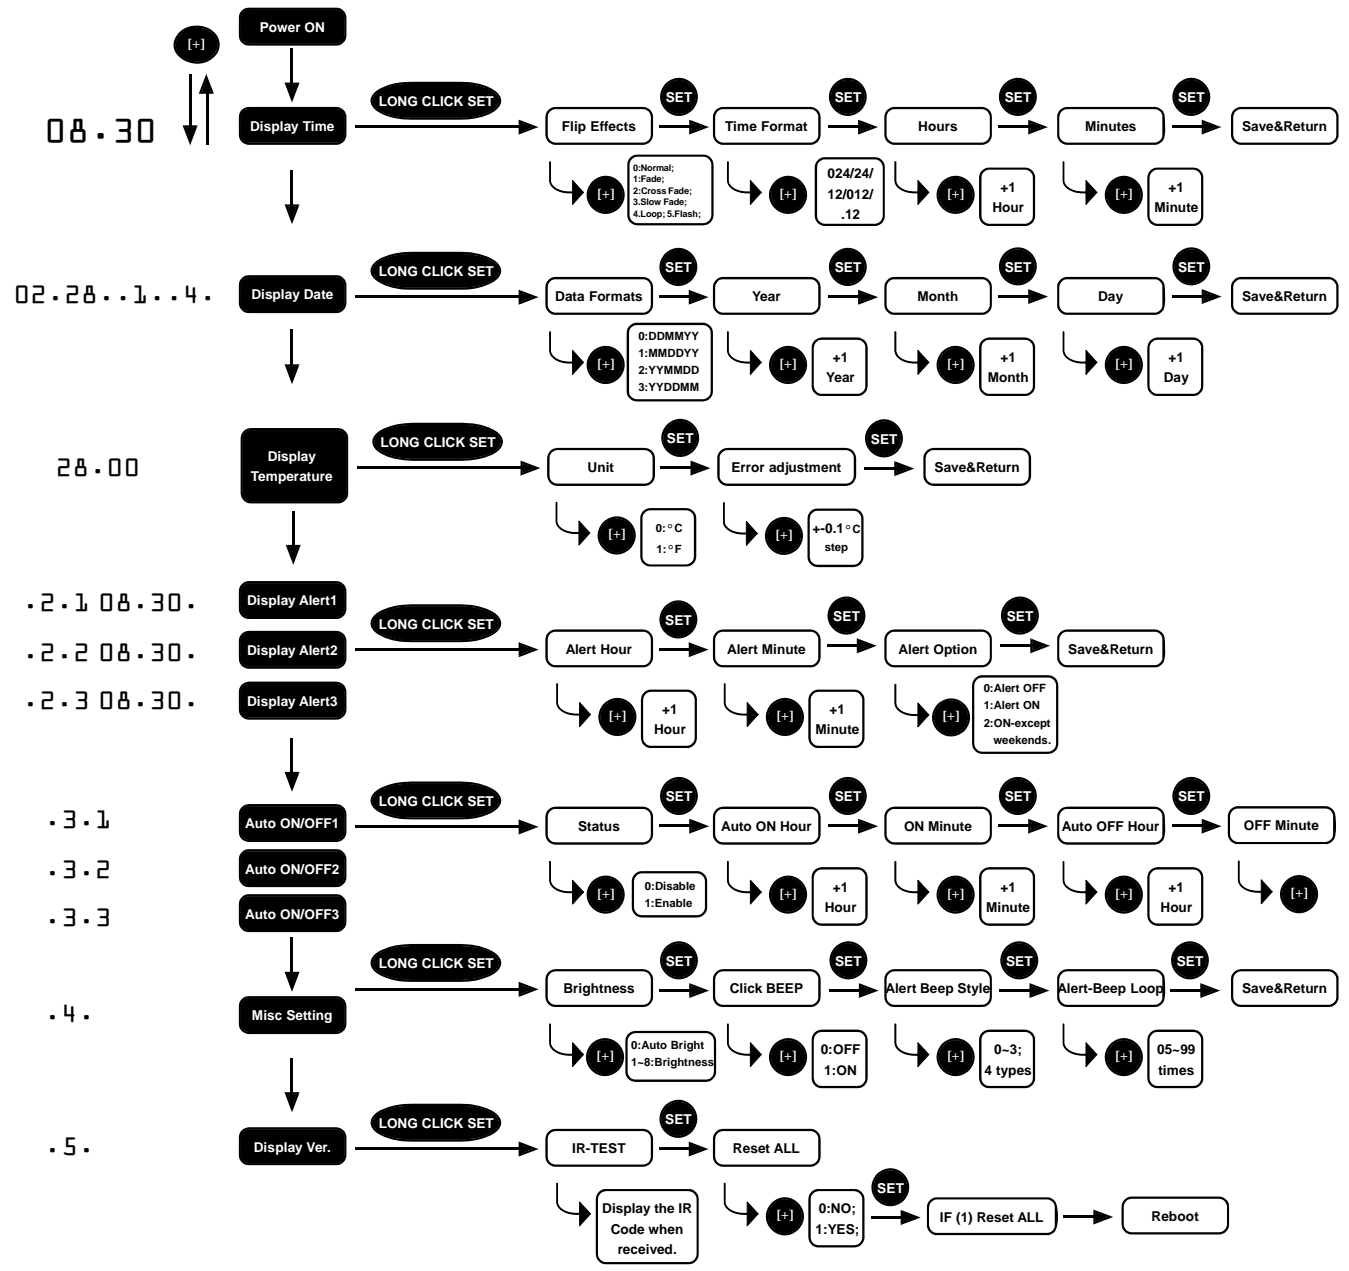 Power ON
[+]
LONG CLICK SET
SET
SET
SET
SET
08.30
Display Time
Flip Effects
Time Format
Hours
Minutes
Save&Return
[+]
0:Normal;
1:Fade;
2:Cross Fade;
3.Slow Fade;
4.Loop; 5.Flash;
[+]
024/24/
12/012/
.12
[+]
+1
Hour
[+]
+1
Minute
LONG CLICK SET
SET
SET
SET
SET
02.28..1..4.
Display Date
Data Formats
Year
Month
Day
Save&Return
[+]
0:DDMMYY
1:MMDDYY
2:YYMMDD
3:YYDDMM
[+]
+1
Year
[+]
+1
Month
[+]
+1
Day
LONG CLICK SET
SET
SET
28.00
Display
Temperature
Unit
Error adjustment
Save&Return
[+]
0:°C
1:°F
[+]
+-0.1°C
step
.2.1 08.30.
Display Alert1
LONG CLICK SET
SET
SET
SET
.2.2 08.30.
Display Alert2
Alert Hour
Alert Minute
Alert Option
Save&Return
.2.3 08.30.
Display Alert3
[+]
+1
Hour
[+]
+1
Minute
[+]
0:Alert OFF
1:Alert ON
2:ON-except
weekends.
LONG CLICK SET
SET
SET
SET
SET
.3.1
Auto ON/OFF1
Status
Auto ON Hour
ON Minute
Auto OFF Hour
OFF Minute
.3.2
Auto ON/OFF2
.3.3
Auto ON/OFF3
[+]
0:Disable
1:Enable
[+]
+1
Hour
[+]
+1
Minute
[+]
+1
Hour
[+]
LONG CLICK SET
SET
SET
SET
SET
.4.
Misc Setting
Brightness
Click BEEP
Alert Beep Style
Alert-Beep Loop
Save&Return
[+]
0:Auto Bright
1~8:Brightness
[+]
0:OFF
1:ON
[+]
0~3;
4 types
[+]
05~99
times
LONG CLICK SET
SET
.5.
Display Ver.
IR-TEST
Reset ALL
Display the IR
Code when
received.
[+]
0:NO;
1:YES;
SET
IF (1) Reset ALL
Reboot